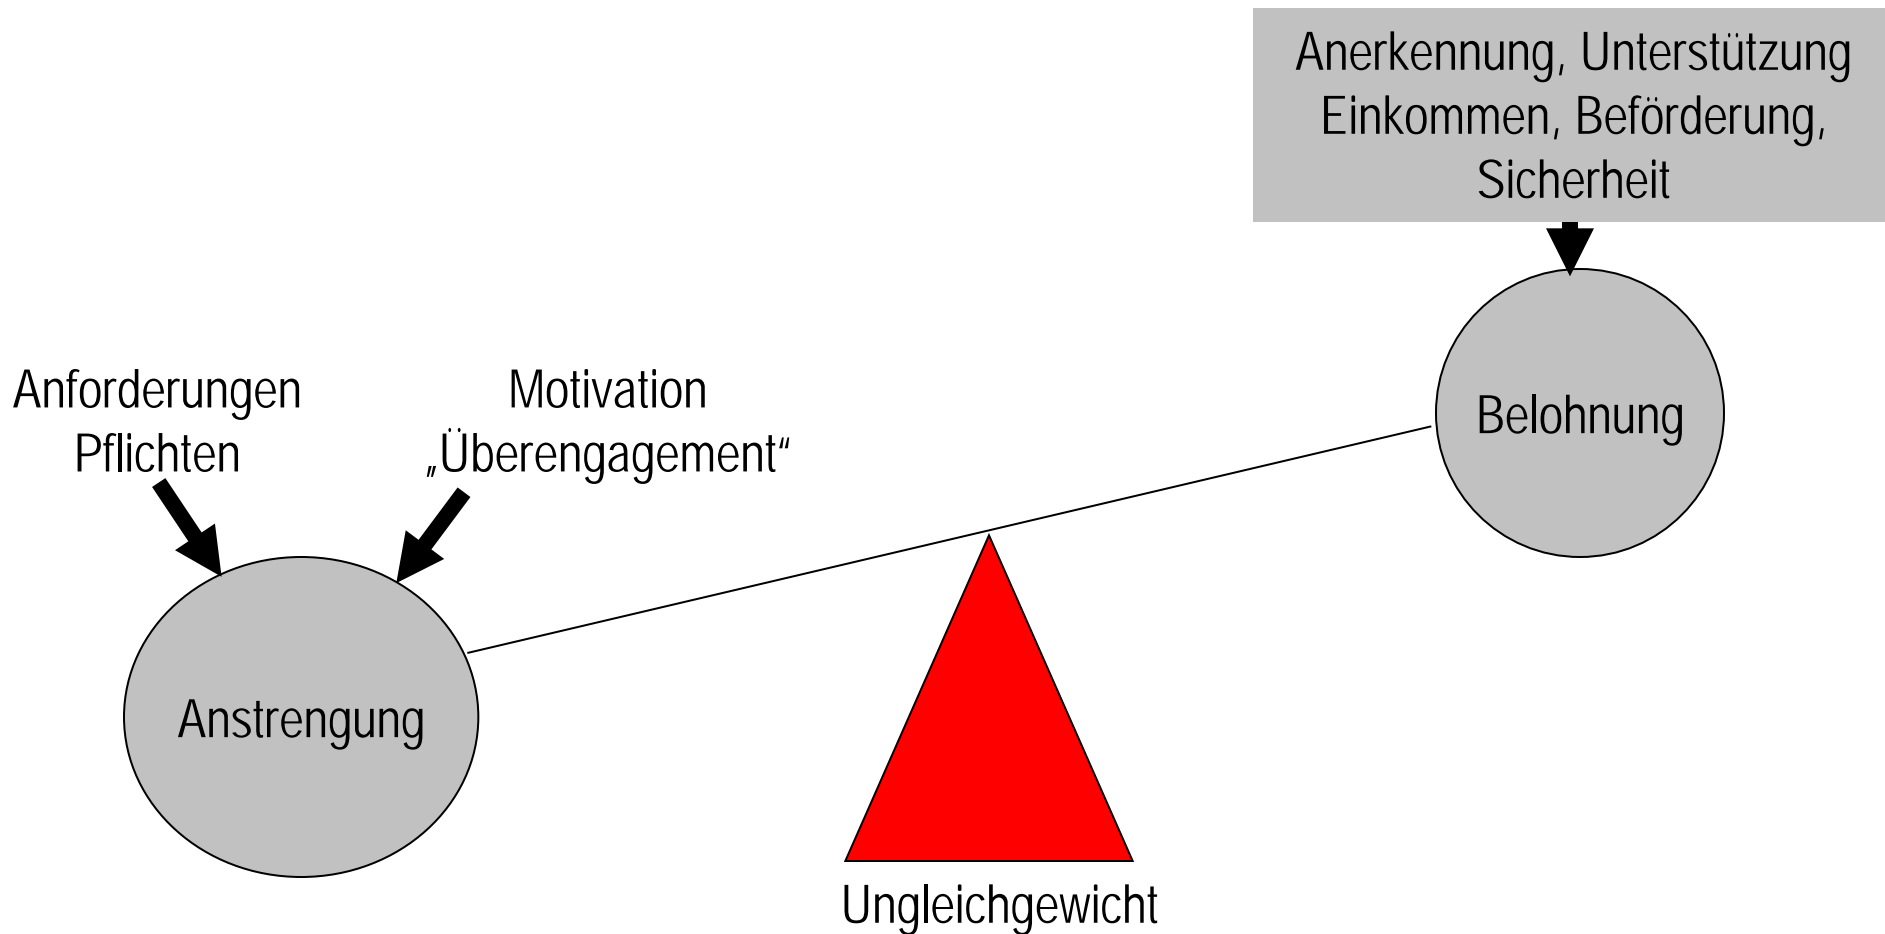 Anerkennung, Unterstützung
Einkommen, Beförderung,
Sicherheit
Anforderungen
Pflichten
Motivation
„Überengagement“
Belohnung
Anstrengung
Ungleichgewicht